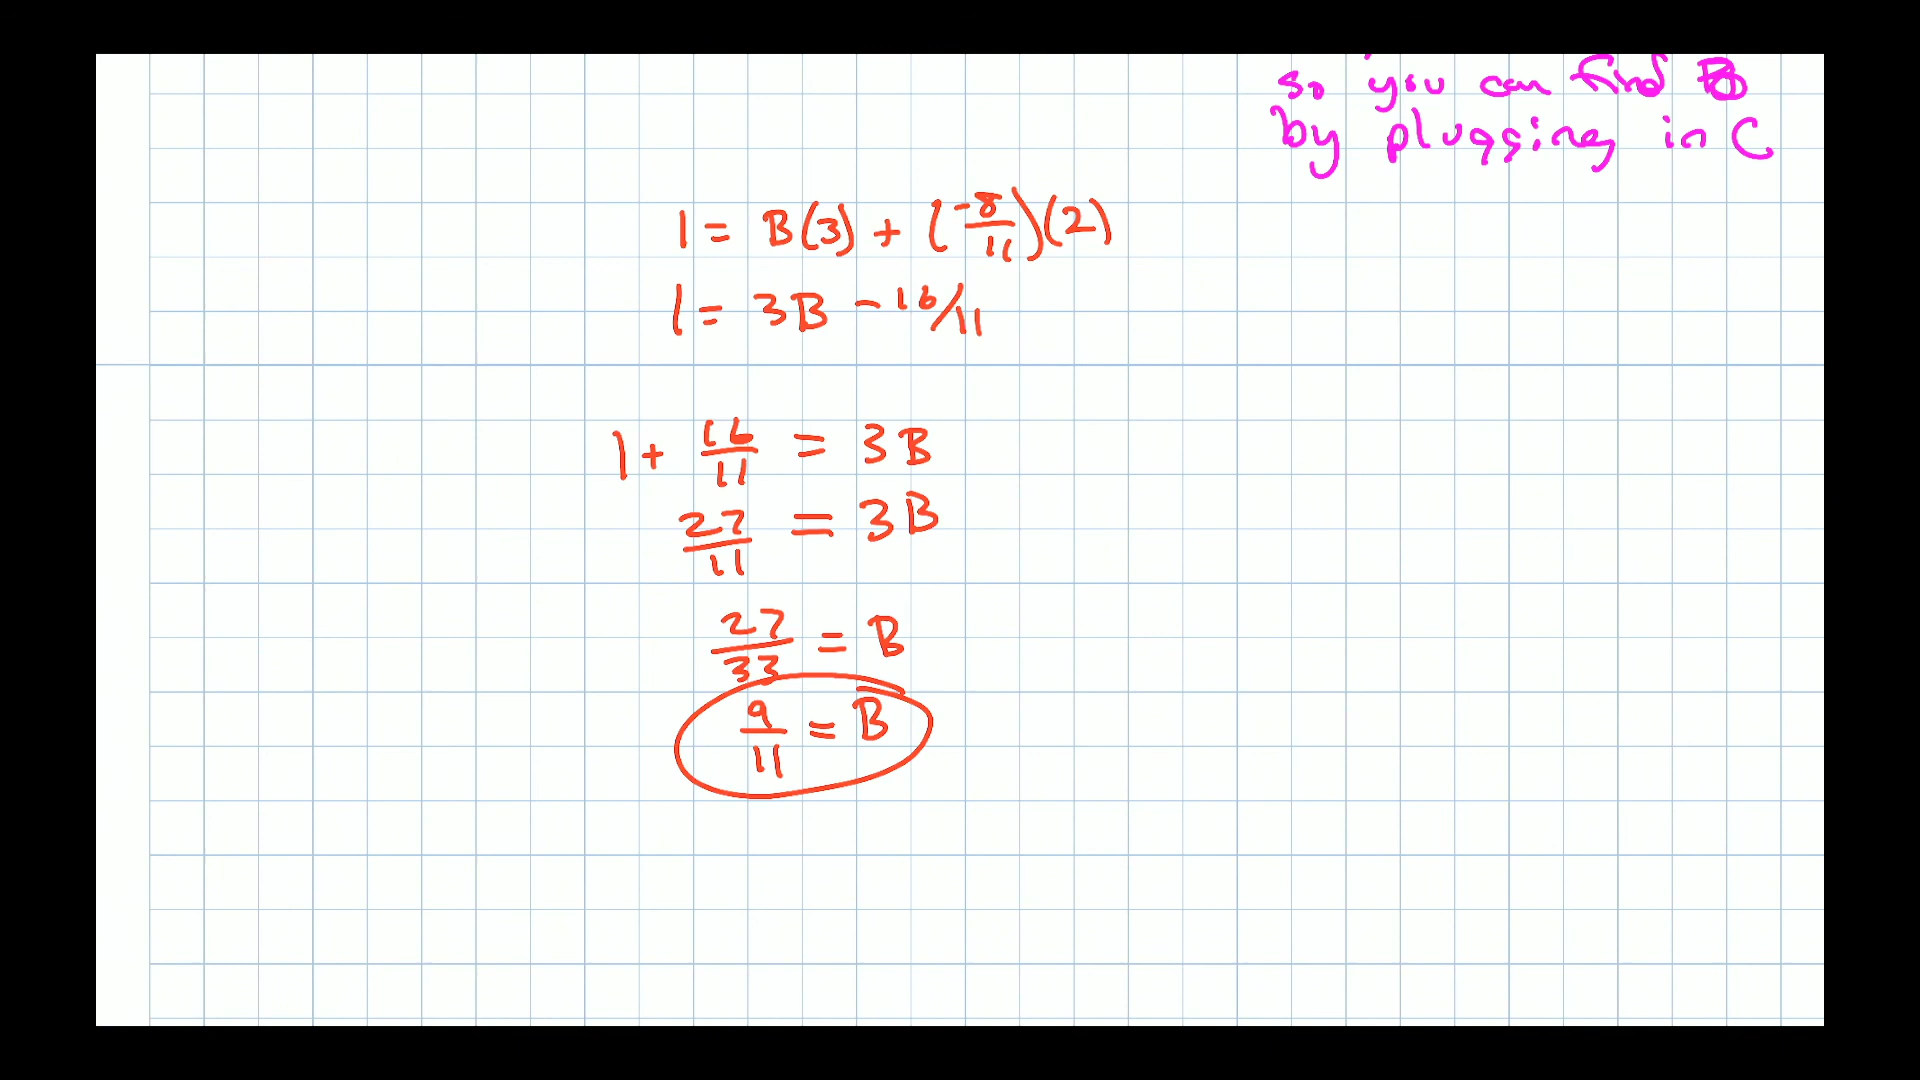 so you can find B
by plugging in C
1 = B(3) + (-8/11)(2)
1 = 3B - 16/11
1 + 16/11 = 3B
27/11 = 3B
27/33 = B
9/11 = B